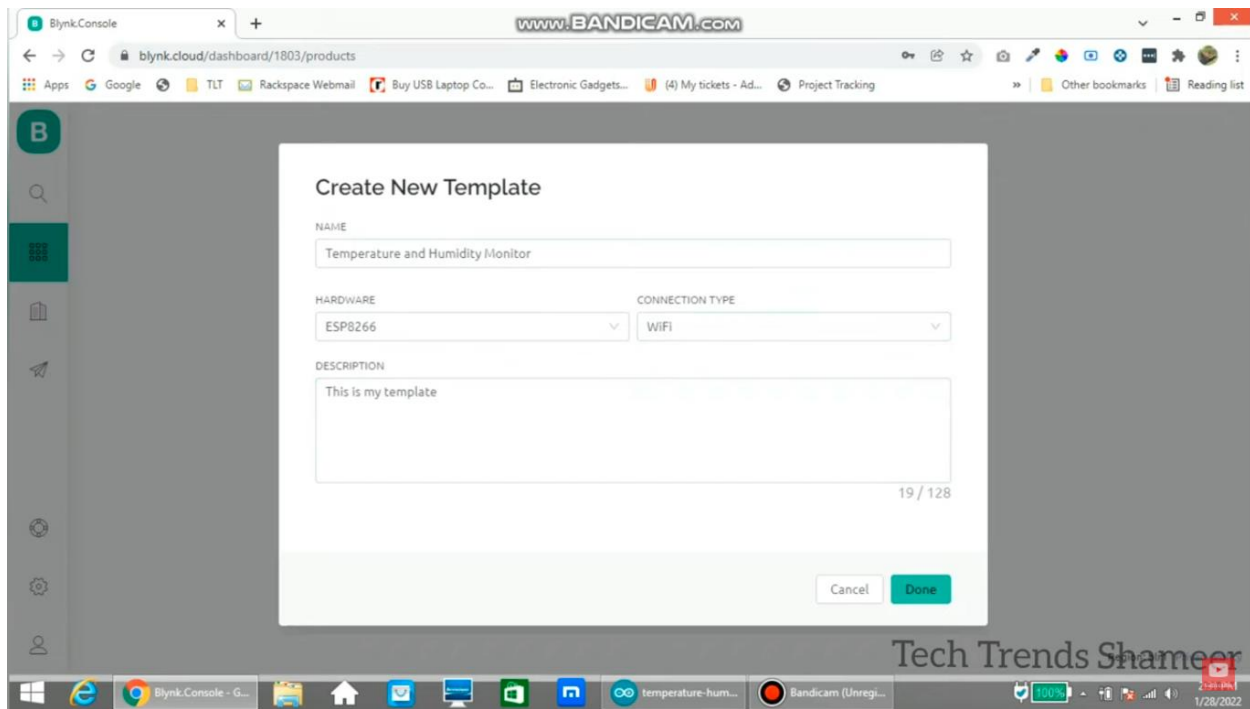 Blynk.Console
www.BANDICAM.com
blynk.cloud/dashboard/1803/products
Apps Google TLT Rackspace Webmail Buy USB Laptop Co... Electronic Gadgets... (4) My tickets - Ad... Project Tracking » Other bookmarks Reading list
B
Create New Template
NAME
Temperature and Humidity Monitor
HARDWARE CONNECTION TYPE
ESP8266 WiFi
DESCRIPTION
This is my template
19 / 128
Cancel Done
Tech Trends Shameer
Blynk.Console - G... temperature-hum... Bandicam (Unregi... 100%
1/28/2022